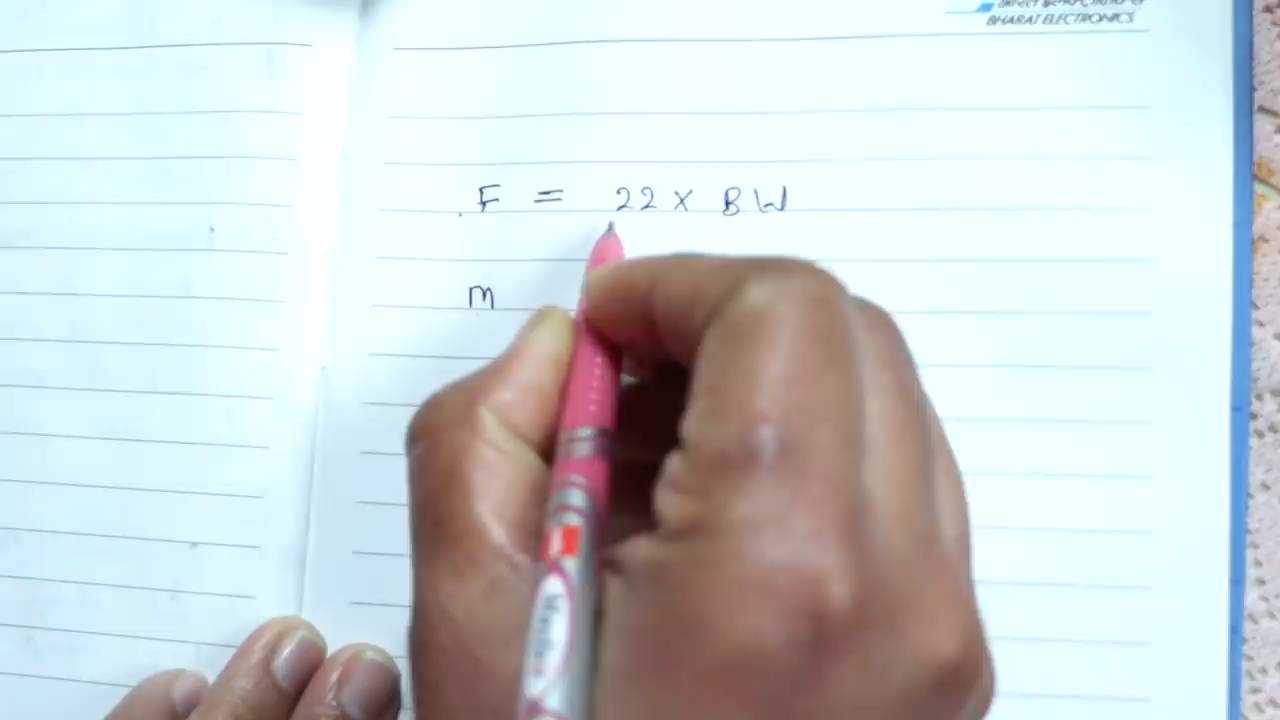 BHARAT ELECTRONICS
F = 22 x BW
m